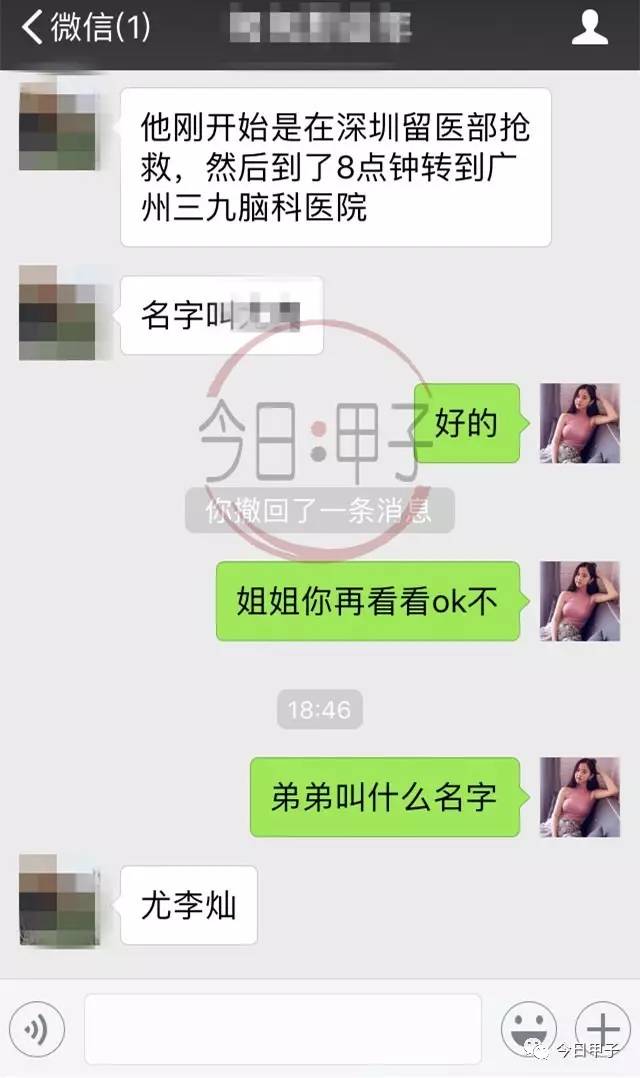 微信(1)
他刚开始是在深圳留医部抢
救，然后到了8点钟转到广
州三九脑科医院
名字叫
好的
今日:甲子
你撤回了一条消息
姐姐你再看看ok不
18:46
弟弟叫什么名字
尤李灿
今日甲子